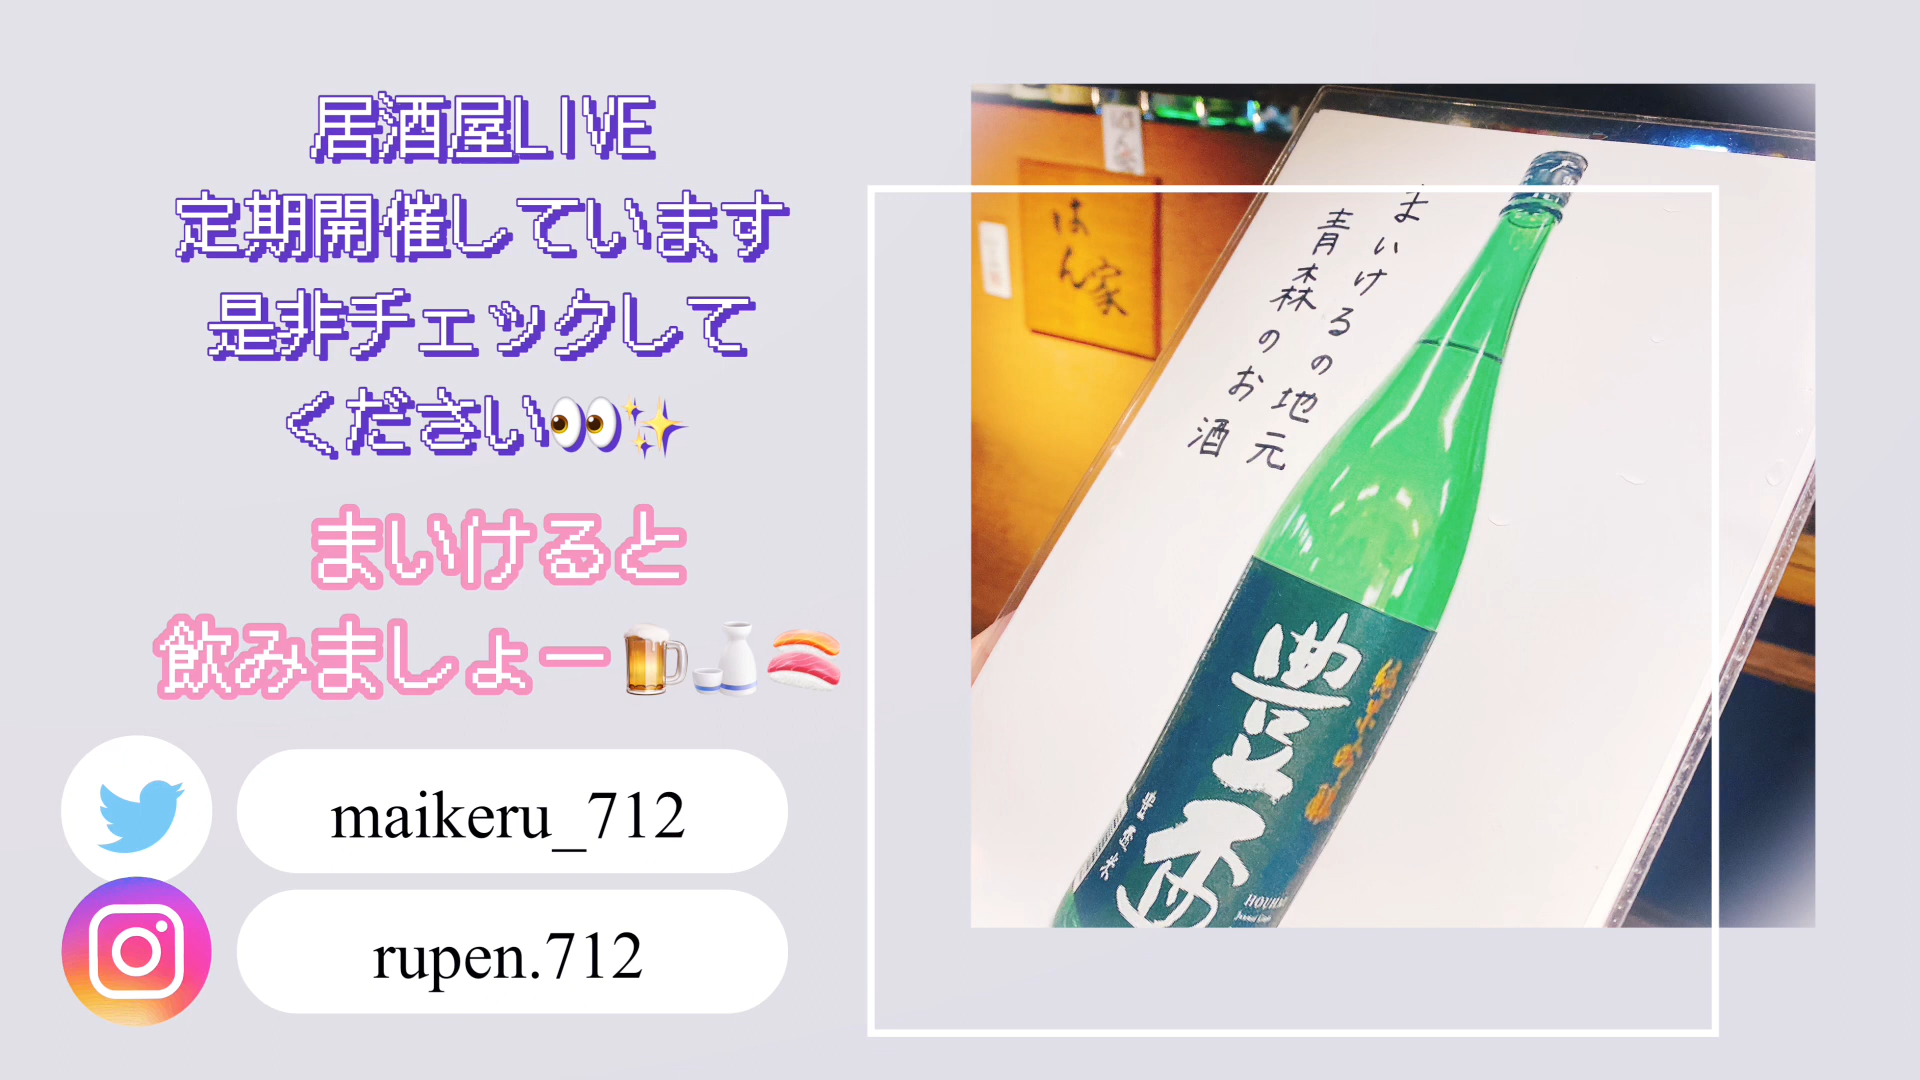 居酒屋LIVE
定期開催しています
是非チェックして
ください👀✨
まいけると
飲みましょー🍺🍶🍣
maikeru_712
rupen.712
はん家
まいけるの地元
青森のお酒
豊盃